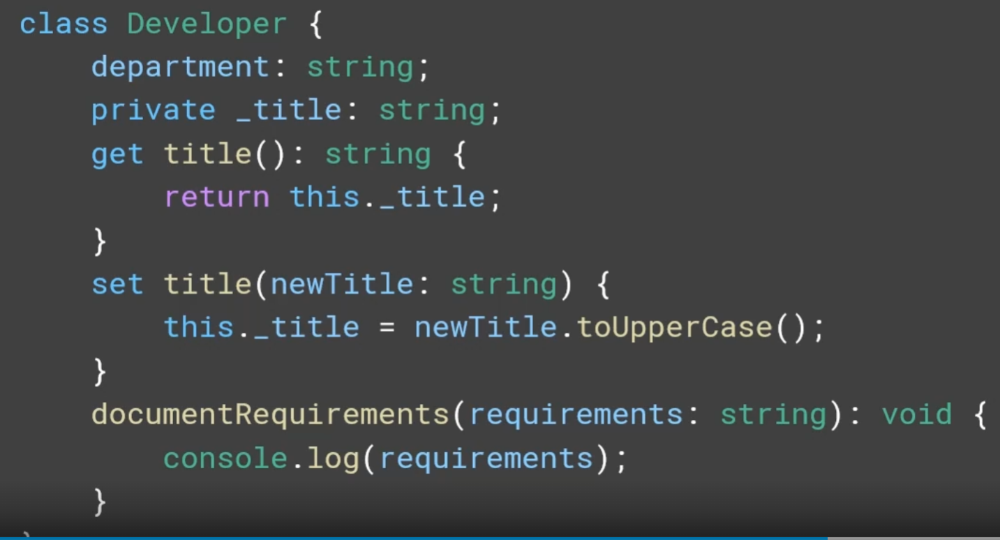 class Developer {
    department: string;
    private _title: string;
    get title(): string {
        return this._title;
    }
    set title(newTitle: string) {
        this._title = newTitle.toUpperCase();
    }
    documentRequirements(requirements: string): void {
        console.log(requirements);
    }